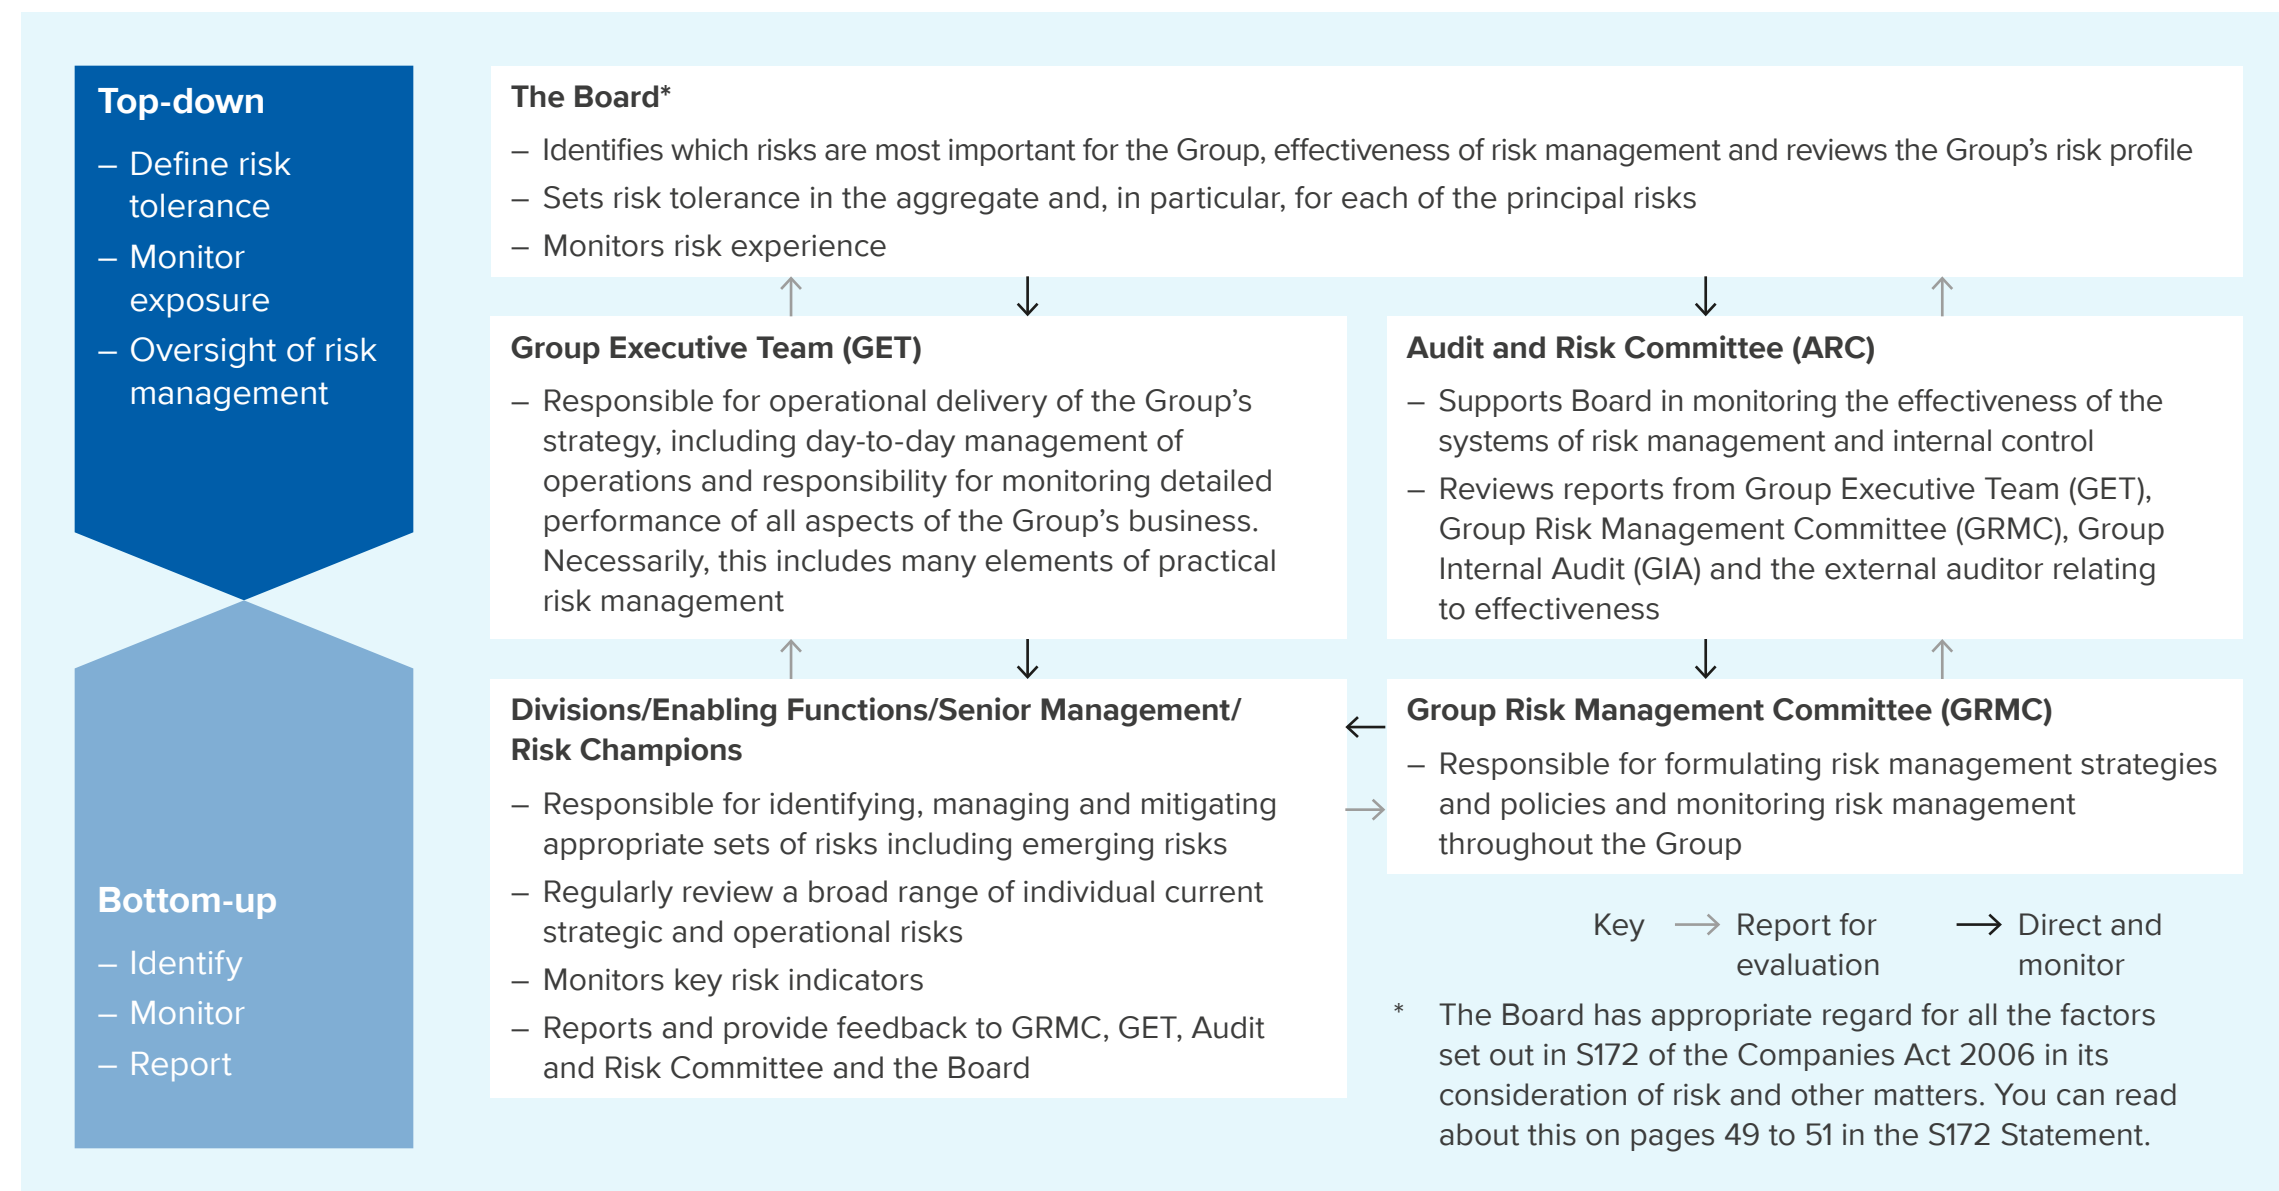 Top-down
– Define risk
tolerance
– Monitor
exposure
– Oversight of risk
management
Bottom-up
– Identify
– Monitor
– Report
The Board*
– Identifies which risks are most important for the Group, effectiveness of risk management and reviews the Group’s risk profile
– Sets risk tolerance in the aggregate and, in particular, for each of the principal risks
– Monitors risk experience
Group Executive Team (GET)
– Responsible for operational delivery of the Group’s
strategy, including day-to-day management of
operations and responsibility for monitoring detailed
performance of all aspects of the Group’s business.
Necessarily, this includes many elements of practical
risk management
Audit and Risk Committee (ARC)
– Supports Board in monitoring the effectiveness of the
systems of risk management and internal control
– Reviews reports from Group Executive Team (GET),
Group Risk Management Committee (GRMC), Group
Internal Audit (GIA) and the external auditor relating
to effectiveness
Divisions/Enabling Functions/Senior Management/
Risk Champions
– Responsible for identifying, managing and mitigating
appropriate sets of risks including emerging risks
– Regularly review a broad range of individual current
strategic and operational risks
– Monitors key risk indicators
– Reports and provide feedback to GRMC, GET, Audit
and Risk Committee and the Board
Group Risk Management Committee (GRMC)
– Responsible for formulating risk management strategies
and policies and monitoring risk management
throughout the Group
Key
Report for
evaluation
Direct and
monitor
* The Board has appropriate regard for all the factors
set out in S172 of the Companies Act 2006 in its
consideration of risk and other matters. You can read
about this on pages 49 to 51 in the S172 Statement.